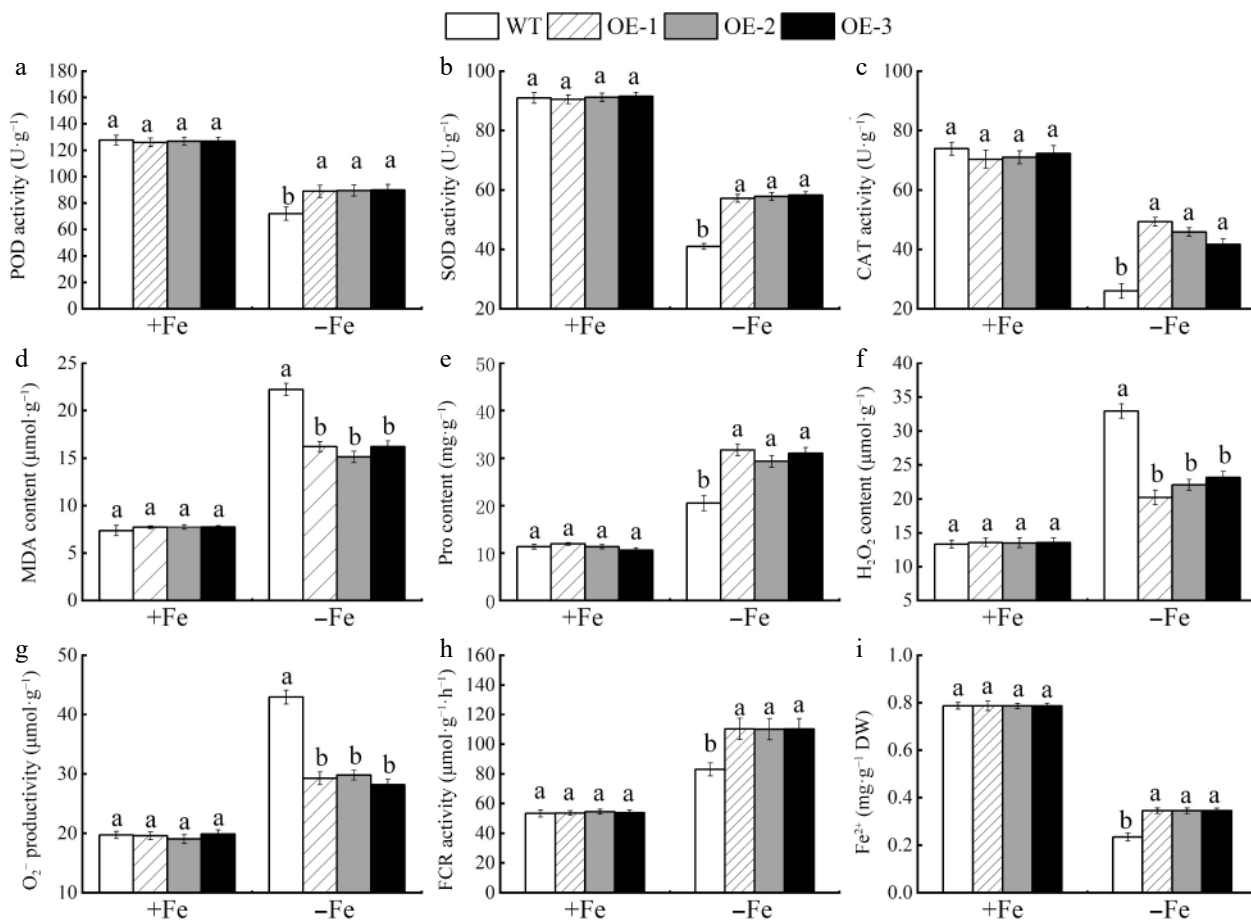 WT OE-1 OE-2 OE-3
a
POD activity (U·g⁻¹)
180
160
140
120
100
80
60
40
20
0
a a a a
b a a a
+Fe −Fe
b
SOD activity (U·g⁻¹)
100
80
60
40
20
a a a a
b a a a
+Fe −Fe
c
CAT activity (U·g⁻¹)
100
80
60
40
20
a a a a
b a a a
+Fe −Fe
d
MDA content (μmol·g⁻¹)
25
20
15
10
5
0
a a a a
a b b b
+Fe −Fe
e
Pro content (mg·g⁻¹)
50
40
30
20
10
0
a a a a
b a a a
+Fe −Fe
f
H₂O₂ content (μmol·g⁻¹)
40
35
30
25
20
15
10
5
a a a a
a b b b
+Fe −Fe
g
O₂⁻ productivity (μmol·g⁻¹)
50
40
30
20
10
a a a a
a b b b
+Fe −Fe
h
FCR activity (μmol·g⁻¹·h⁻¹)
160
140
120
100
80
60
40
20
0
a a a a
b a a a
+Fe −Fe
i
Fe²⁺ (mg·g⁻¹ DW)
1.0
0.8
0.6
0.4
0.2
0.0
a a a a
b a a a
+Fe −Fe